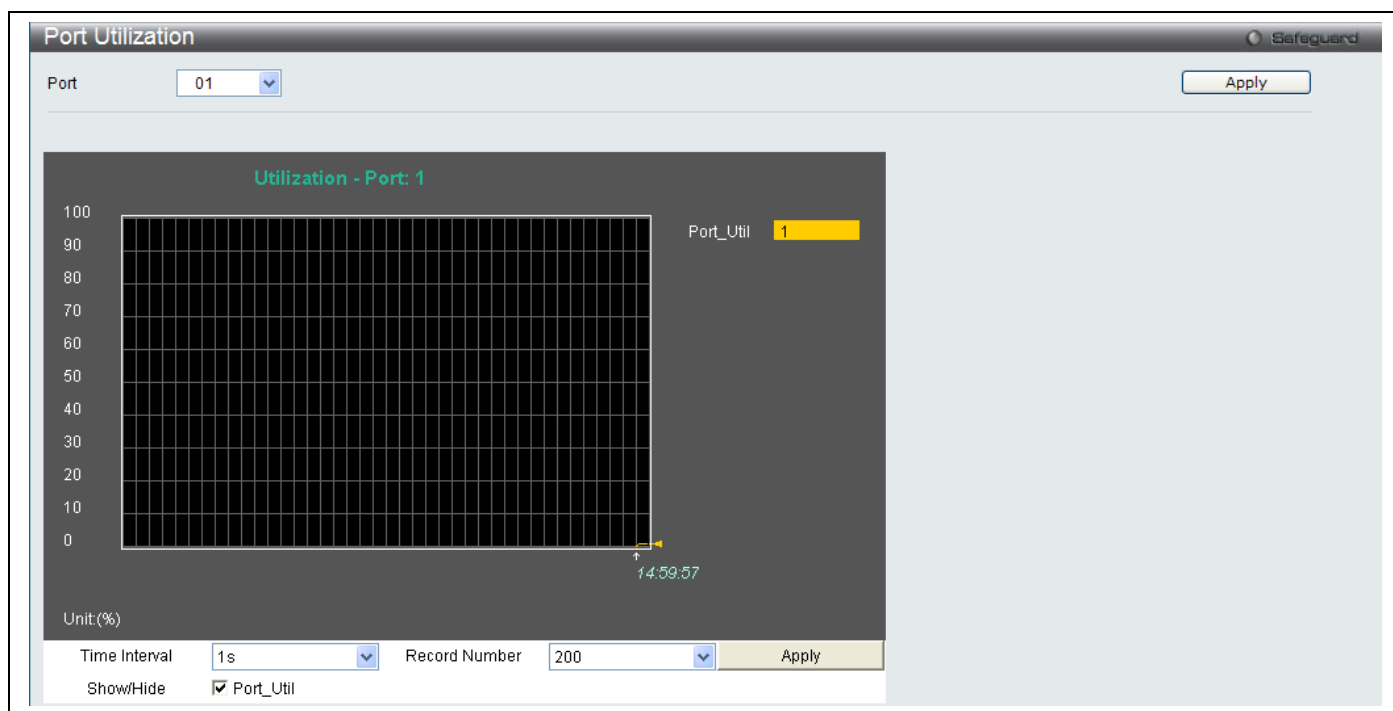 Port Utilization
Safeguard
Port 01 Apply
Utilization - Port: 1
100
Port_Util 1
90
80
70
60
50
40
30
20
10
0
14:59:57
Unit:(%)
Time Interval 1s Record Number 200 Apply
Show/Hide Port_Util